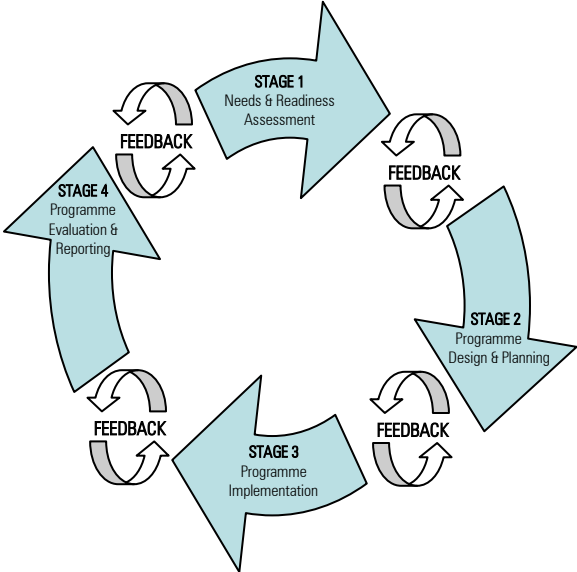 STAGE 1
Needs & Readiness
Assessment
FEEDBACK
STAGE 2
Programme
Design & Planning
FEEDBACK
STAGE 3
Programme
Implementation
FEEDBACK
STAGE 4
Programme
Evaluation &
Reporting
FEEDBACK